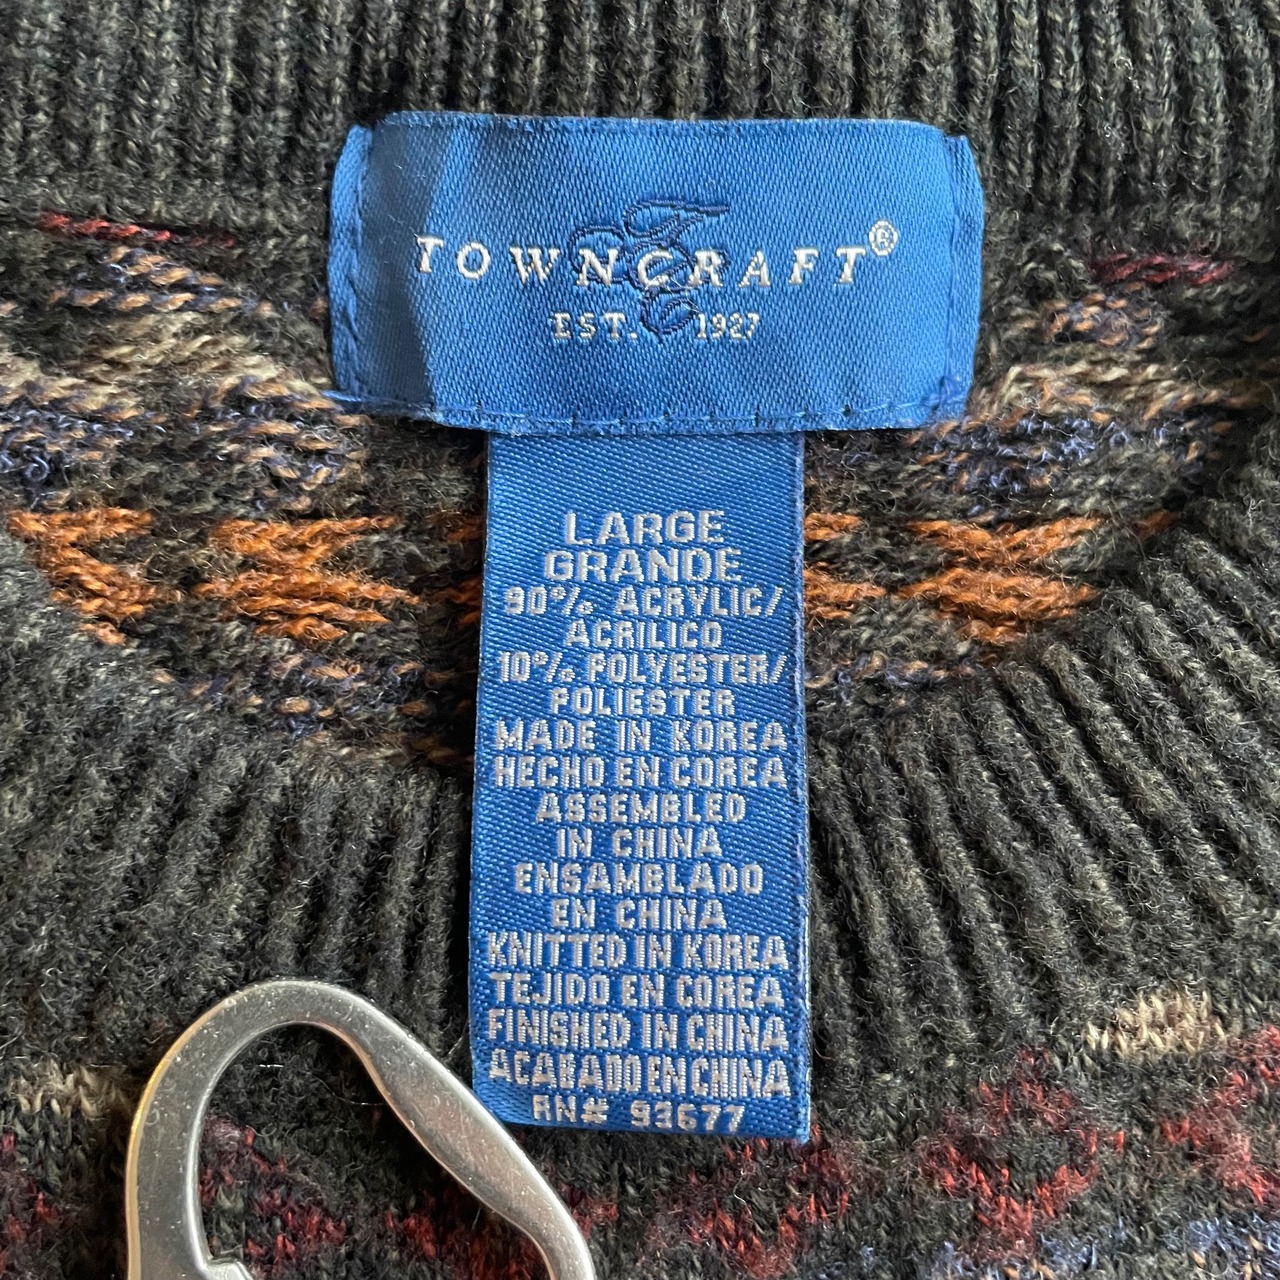 TOWNCRAFT®
EST. 1927
LARGE
GRANDE
90% ACRYLIC/
ACRILICO
10% POLYESTER/
POLIESTER
MADE IN KOREA
HECHO EN COREA
ASSEMBLED
IN CHINA
ENSAMBLADO
EN CHINA
KNITTED IN KOREA
TEJIDO EN COREA
FINISHED IN CHINA
ACABADO EN CHINA
RN# 93677